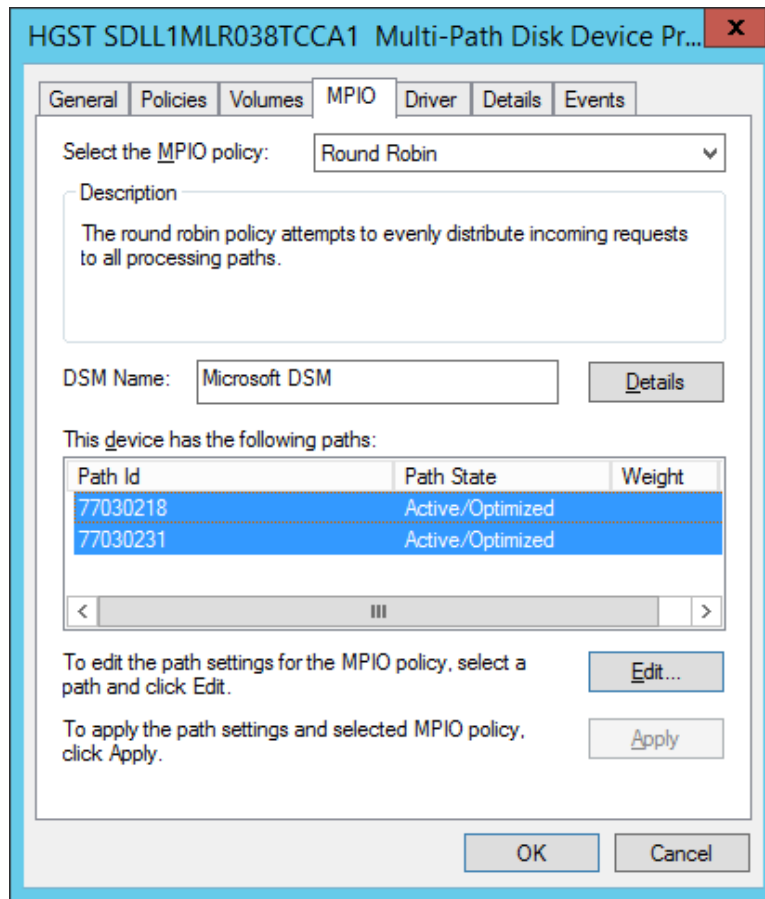 HGST SDLL1MLR038TCCA1 Multi-Path Disk Device Pr...
x
General Policies Volumes MPIO Driver Details Events
Select the MPIO policy: Round Robin
Description
The round robin policy attempts to evenly distribute incoming requests
to all processing paths.
DSM Name: Microsoft DSM Details
This device has the following paths:
Path Id Path State Weight
77030218 Active/Optimized
77030231 Active/Optimized
To edit the path settings for the MPIO policy, select a
path and click Edit.
Edit...
To apply the path settings and selected MPIO policy,
click Apply.
Apply
OK Cancel